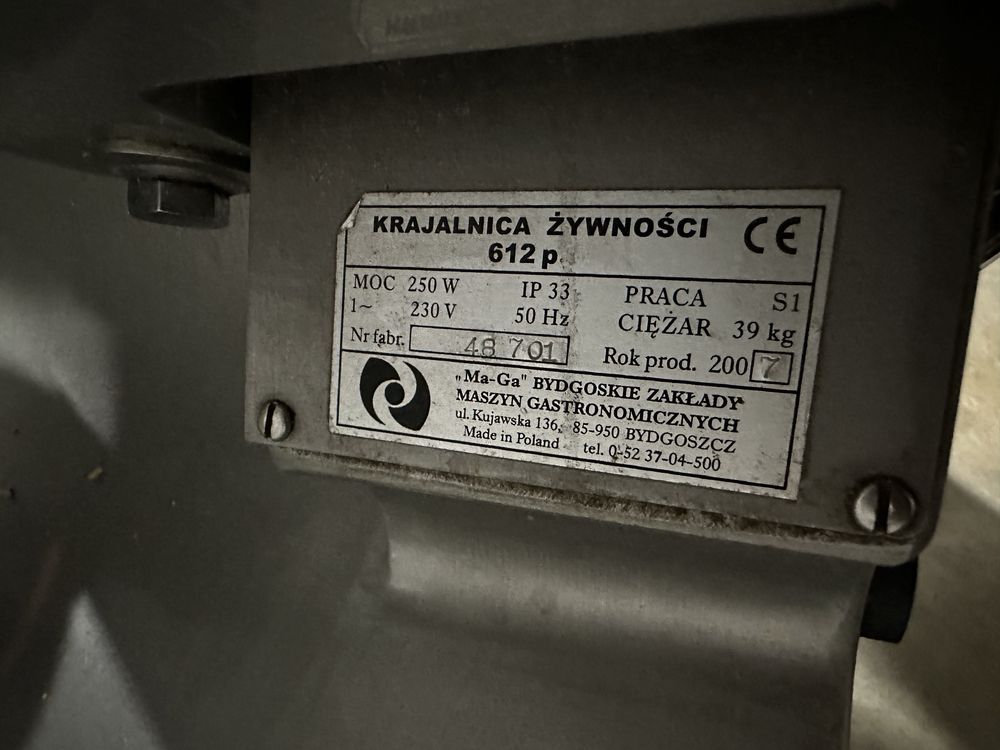 KRAJALNICA ŻYWNOŚCI CE
612 p.
MOC 250 W IP 33 PRACA S1
1~ 230 V 50 Hz CIĘŻAR 39 kg
Nr fabr. 48 701 Rok prod. 2007
„Ma-Ga" BYDGOSKIE ZAKŁADY
MASZYN GASTRONOMICZNYCH
ul. Kujawska 136, 85-950 BYDGOSZCZ
Made in Poland tel. 0-52 37-04-500